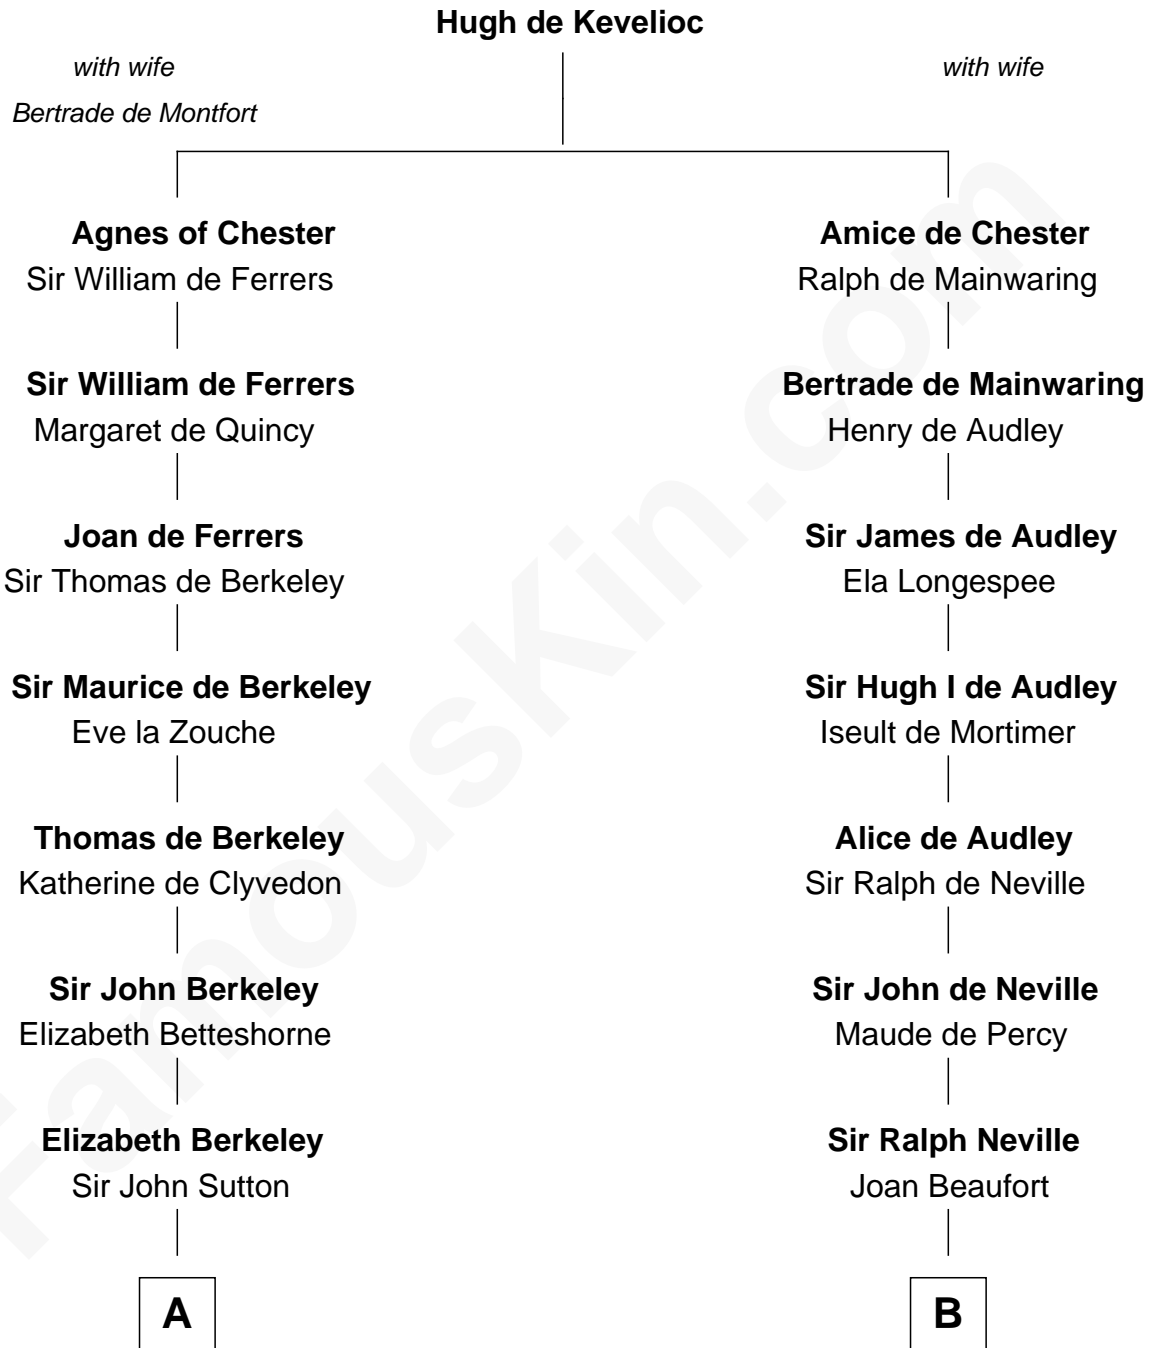 Hugh de Kevelioc
with wife
Bertrade de Montfort
with wife
Agnes of Chester
Sir William de Ferrers
Sir William de Ferrers
Margaret de Quincy
Joan de Ferrers
Sir Thomas de Berkeley
Sir Maurice de Berkeley
Eve la Zouche
Thomas de Berkeley
Katherine de Clyvedon
Sir John Berkeley
Elizabeth Betteshorne
Elizabeth Berkeley
Sir John Sutton
A
Amice de Chester
Ralph de Mainwaring
Bertrade de Mainwaring
Henry de Audley
Sir James de Audley
Ela Longespee
Sir Hugh I de Audley
Iseult de Mortimer
Alice de Audley
Sir Ralph de Neville
Sir John de Neville
Maude de Percy
Sir Ralph Neville
Joan Beaufort
B
FamousKin.com